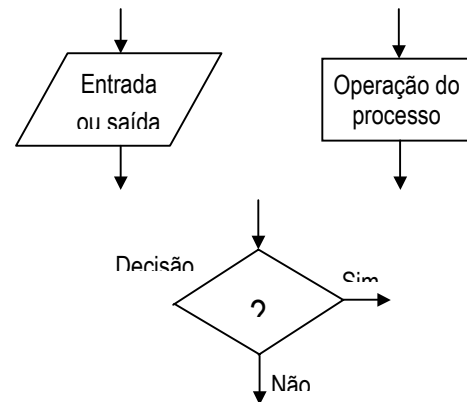 Entrada
ou saída
Operação do
processo
Decisão
Sim
?
Não